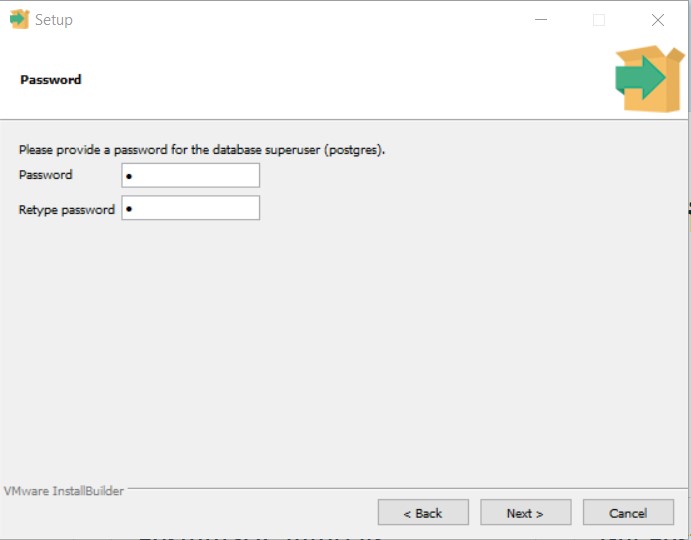 Setup
Password
Please provide a password for the database superuser (postgres).
Password
Retype password
VMware InstallBuilder
< Back
Next >
Cancel